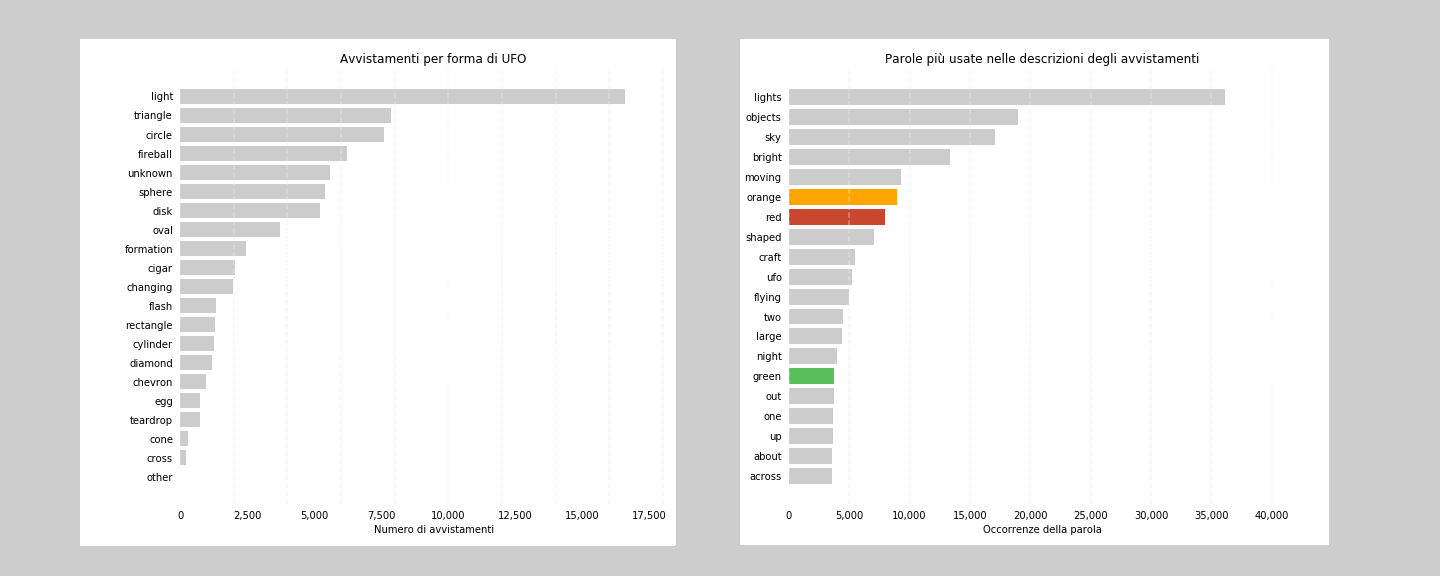 Avvistamenti per forma di UFO
light
triangle
circle
fireball
unknown
sphere
disk
oval
formation
cigar
changing
flash
rectangle
cylinder
diamond
chevron
egg
teardrop
cone
cross
other
0 2,500 5,000 7,500 10,000 12,500 15,000 17,500
Numero di avvistamenti
Parole più usate nelle descrizioni degli avvistamenti
lights
objects
sky
bright
moving
orange
red
shaped
craft
ufo
flying
two
large
night
green
out
one
up
about
across
0 5,000 10,000 15,000 20,000 25,000 30,000 35,000 40,000
Occorrenze della parola